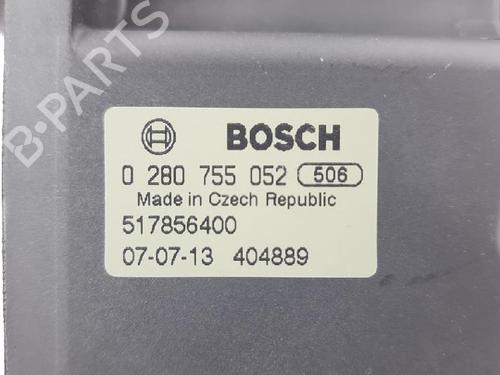 B-PARTS
BOSCH
0 280 755 052 506
Made in Czech Republic
517856400
07-07-13 404889